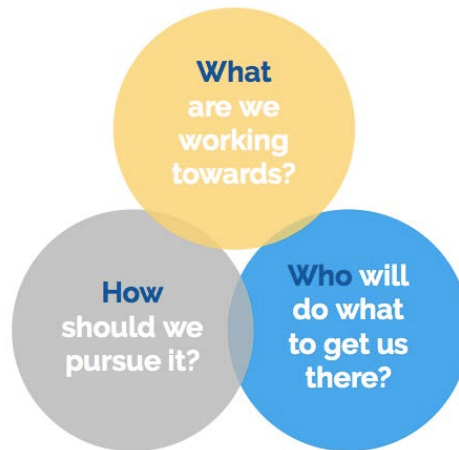 What
are we
working
towards?
How
should we
pursue it?
Who will
do what
to get us
there?